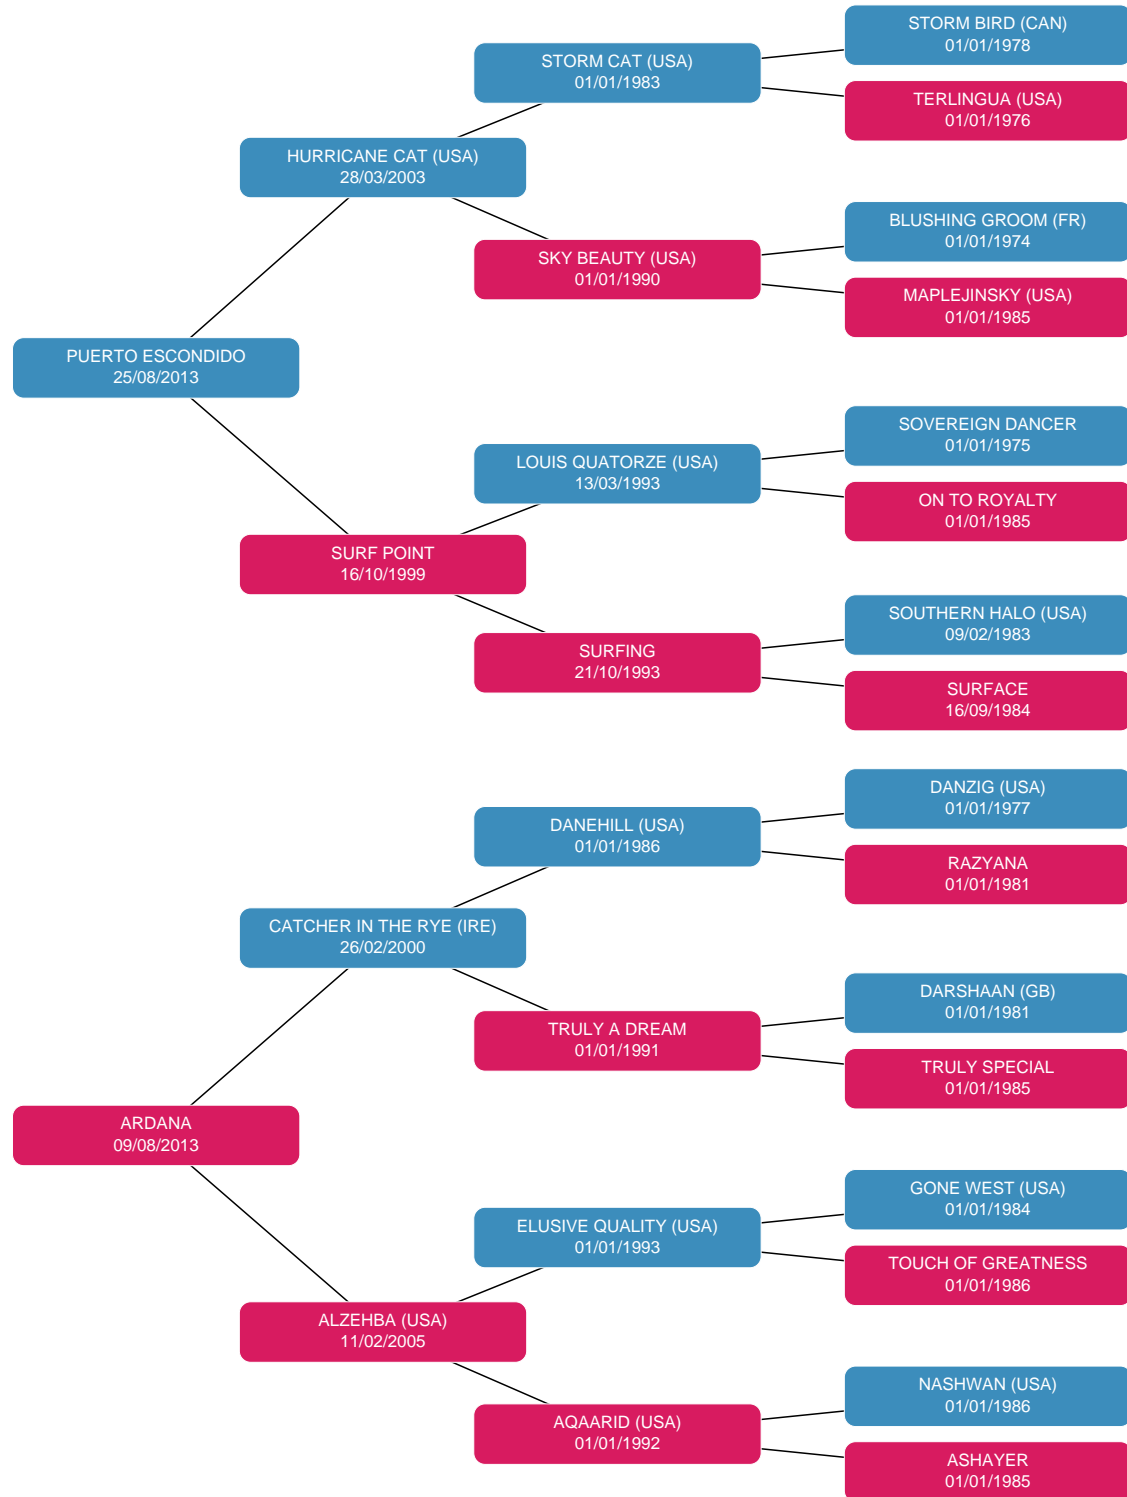 STORM BIRD (CAN)
01/01/1978
STORM CAT (USA)
01/01/1983
TERLINGUA (USA)
01/01/1976
HURRICANE CAT (USA)
28/03/2003
BLUSHING GROOM (FR)
01/01/1974
SKY BEAUTY (USA)
01/01/1990
MAPLEJINSKY (USA)
01/01/1985
PUERTO ESCONDIDO
25/08/2013
SOVEREIGN DANCER
01/01/1975
LOUIS QUATORZE (USA)
13/03/1993
ON TO ROYALTY
01/01/1985
SURF POINT
16/10/1999
SOUTHERN HALO (USA)
09/02/1983
SURFING
21/10/1993
SURFACE
16/09/1984
DANZIG (USA)
01/01/1977
DANEHILL (USA)
01/01/1986
RAZYANA
01/01/1981
CATCHER IN THE RYE (IRE)
26/02/2000
DARSHAAN (GB)
01/01/1981
TRULY A DREAM
01/01/1991
TRULY SPECIAL
01/01/1985
ARDANA
09/08/2013
GONE WEST (USA)
01/01/1984
ELUSIVE QUALITY (USA)
01/01/1993
TOUCH OF GREATNESS
01/01/1986
ALZEHBA (USA)
11/02/2005
NASHWAN (USA)
01/01/1986
AQAARID (USA)
01/01/1992
ASHAYER
01/01/1985